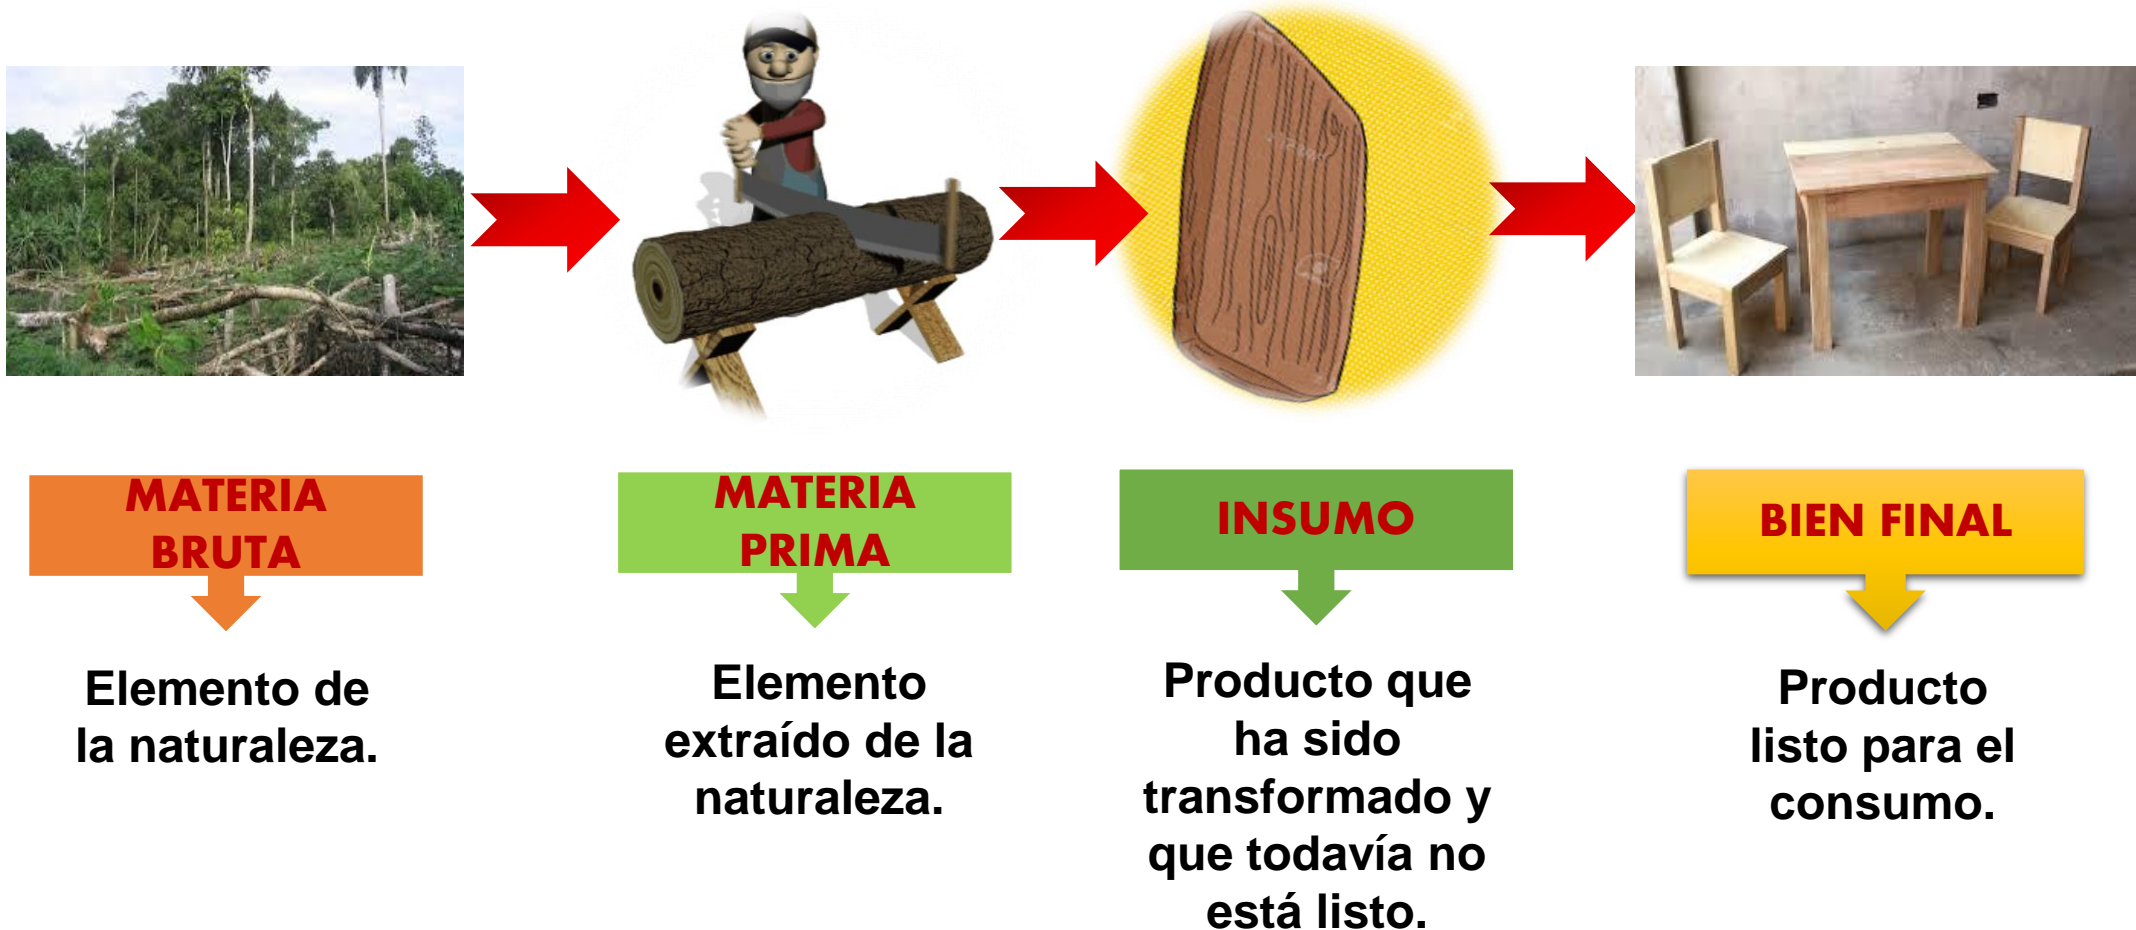 MATERIA
BRUTA
Elemento de
la naturaleza.
MATERIA
PRIMA
Elemento
extraído de la
naturaleza.
INSUMO
Producto que
ha sido
transformado y
que todavía no
está listo.
BIEN FINAL
Producto
listo para el
consumo.